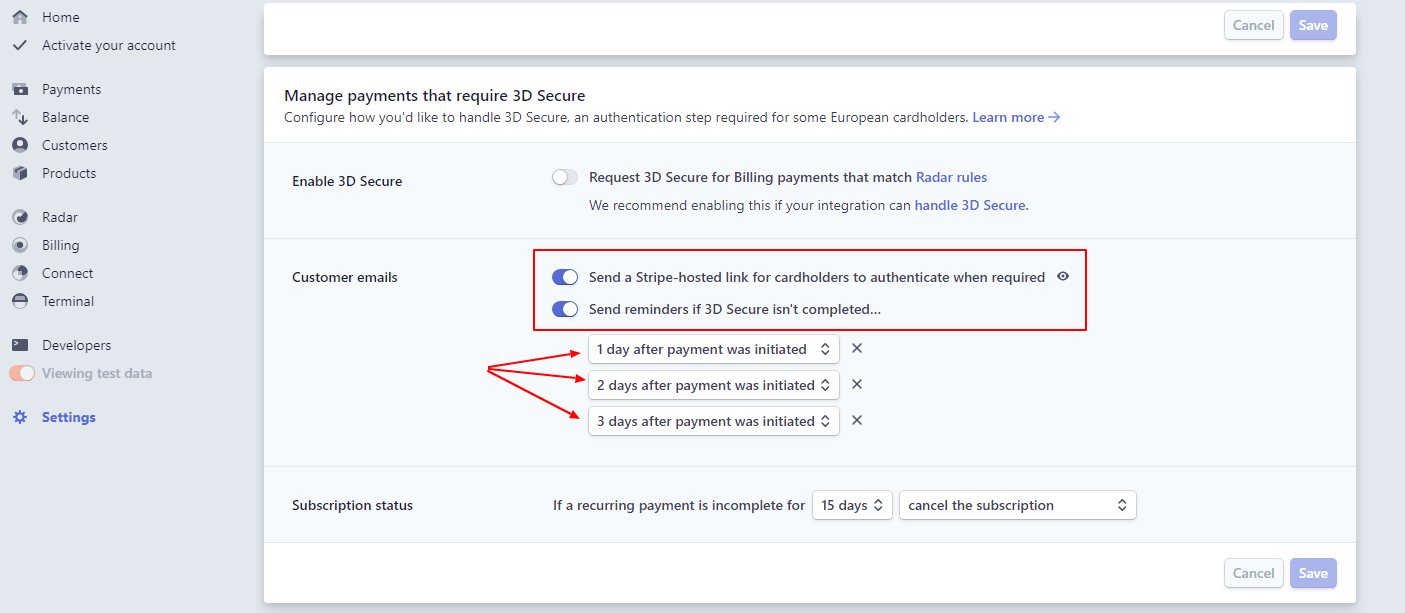 Home
Activate your account
Payments
Balance
Customers
Products
Radar
Billing
Connect
Terminal
Developers
Viewing test data
Settings
Cancel Save
Manage payments that require 3D Secure
Configure how you'd like to handle 3D Secure, an authentication step required for some European cardholders. Learn more →
Enable 3D Secure
Request 3D Secure for Billing payments that match Radar rules
We recommend enabling this if your integration can handle 3D Secure.
Customer emails
Send a Stripe-hosted link for cardholders to authenticate when required
Send reminders if 3D Secure isn't completed...
1 day after payment was initiated
2 days after payment was initiated
3 days after payment was initiated
Subscription status
If a recurring payment is incomplete for 15 days cancel the subscription
Cancel Save